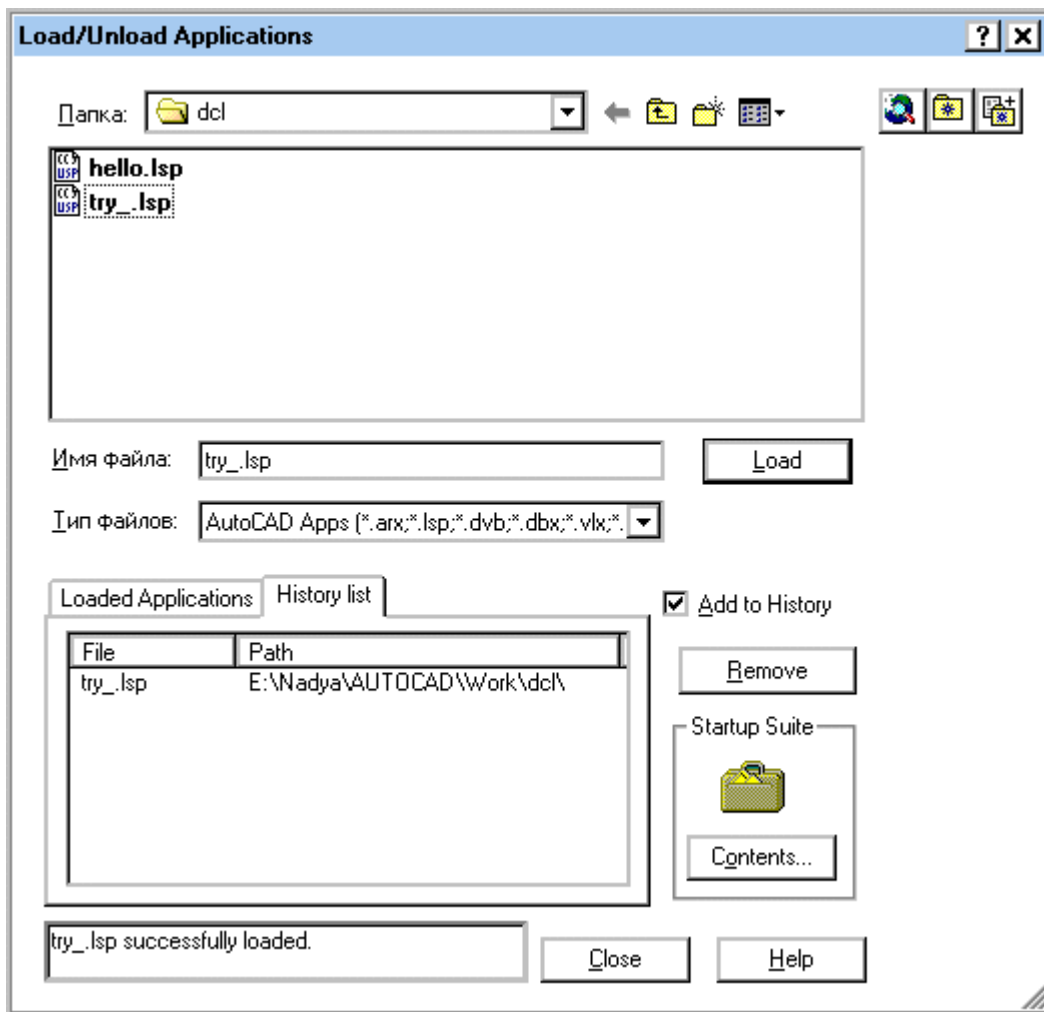 Load/Unload Applications
Папка: dcl
hello.lsp
try_.lsp
Имя файла: try_.lsp Load
Тип файлов: AutoCAD Apps (*.arx;*.lsp;*.dvb;*.dbx;*.vlx;*.
Loaded Applications History list Add to History
File Path
try_.lsp E:\Nadya\AUTOCAD\Work\dcl\
Remove
Startup Suite
Contents...
try_.lsp successfully loaded.
Close Help